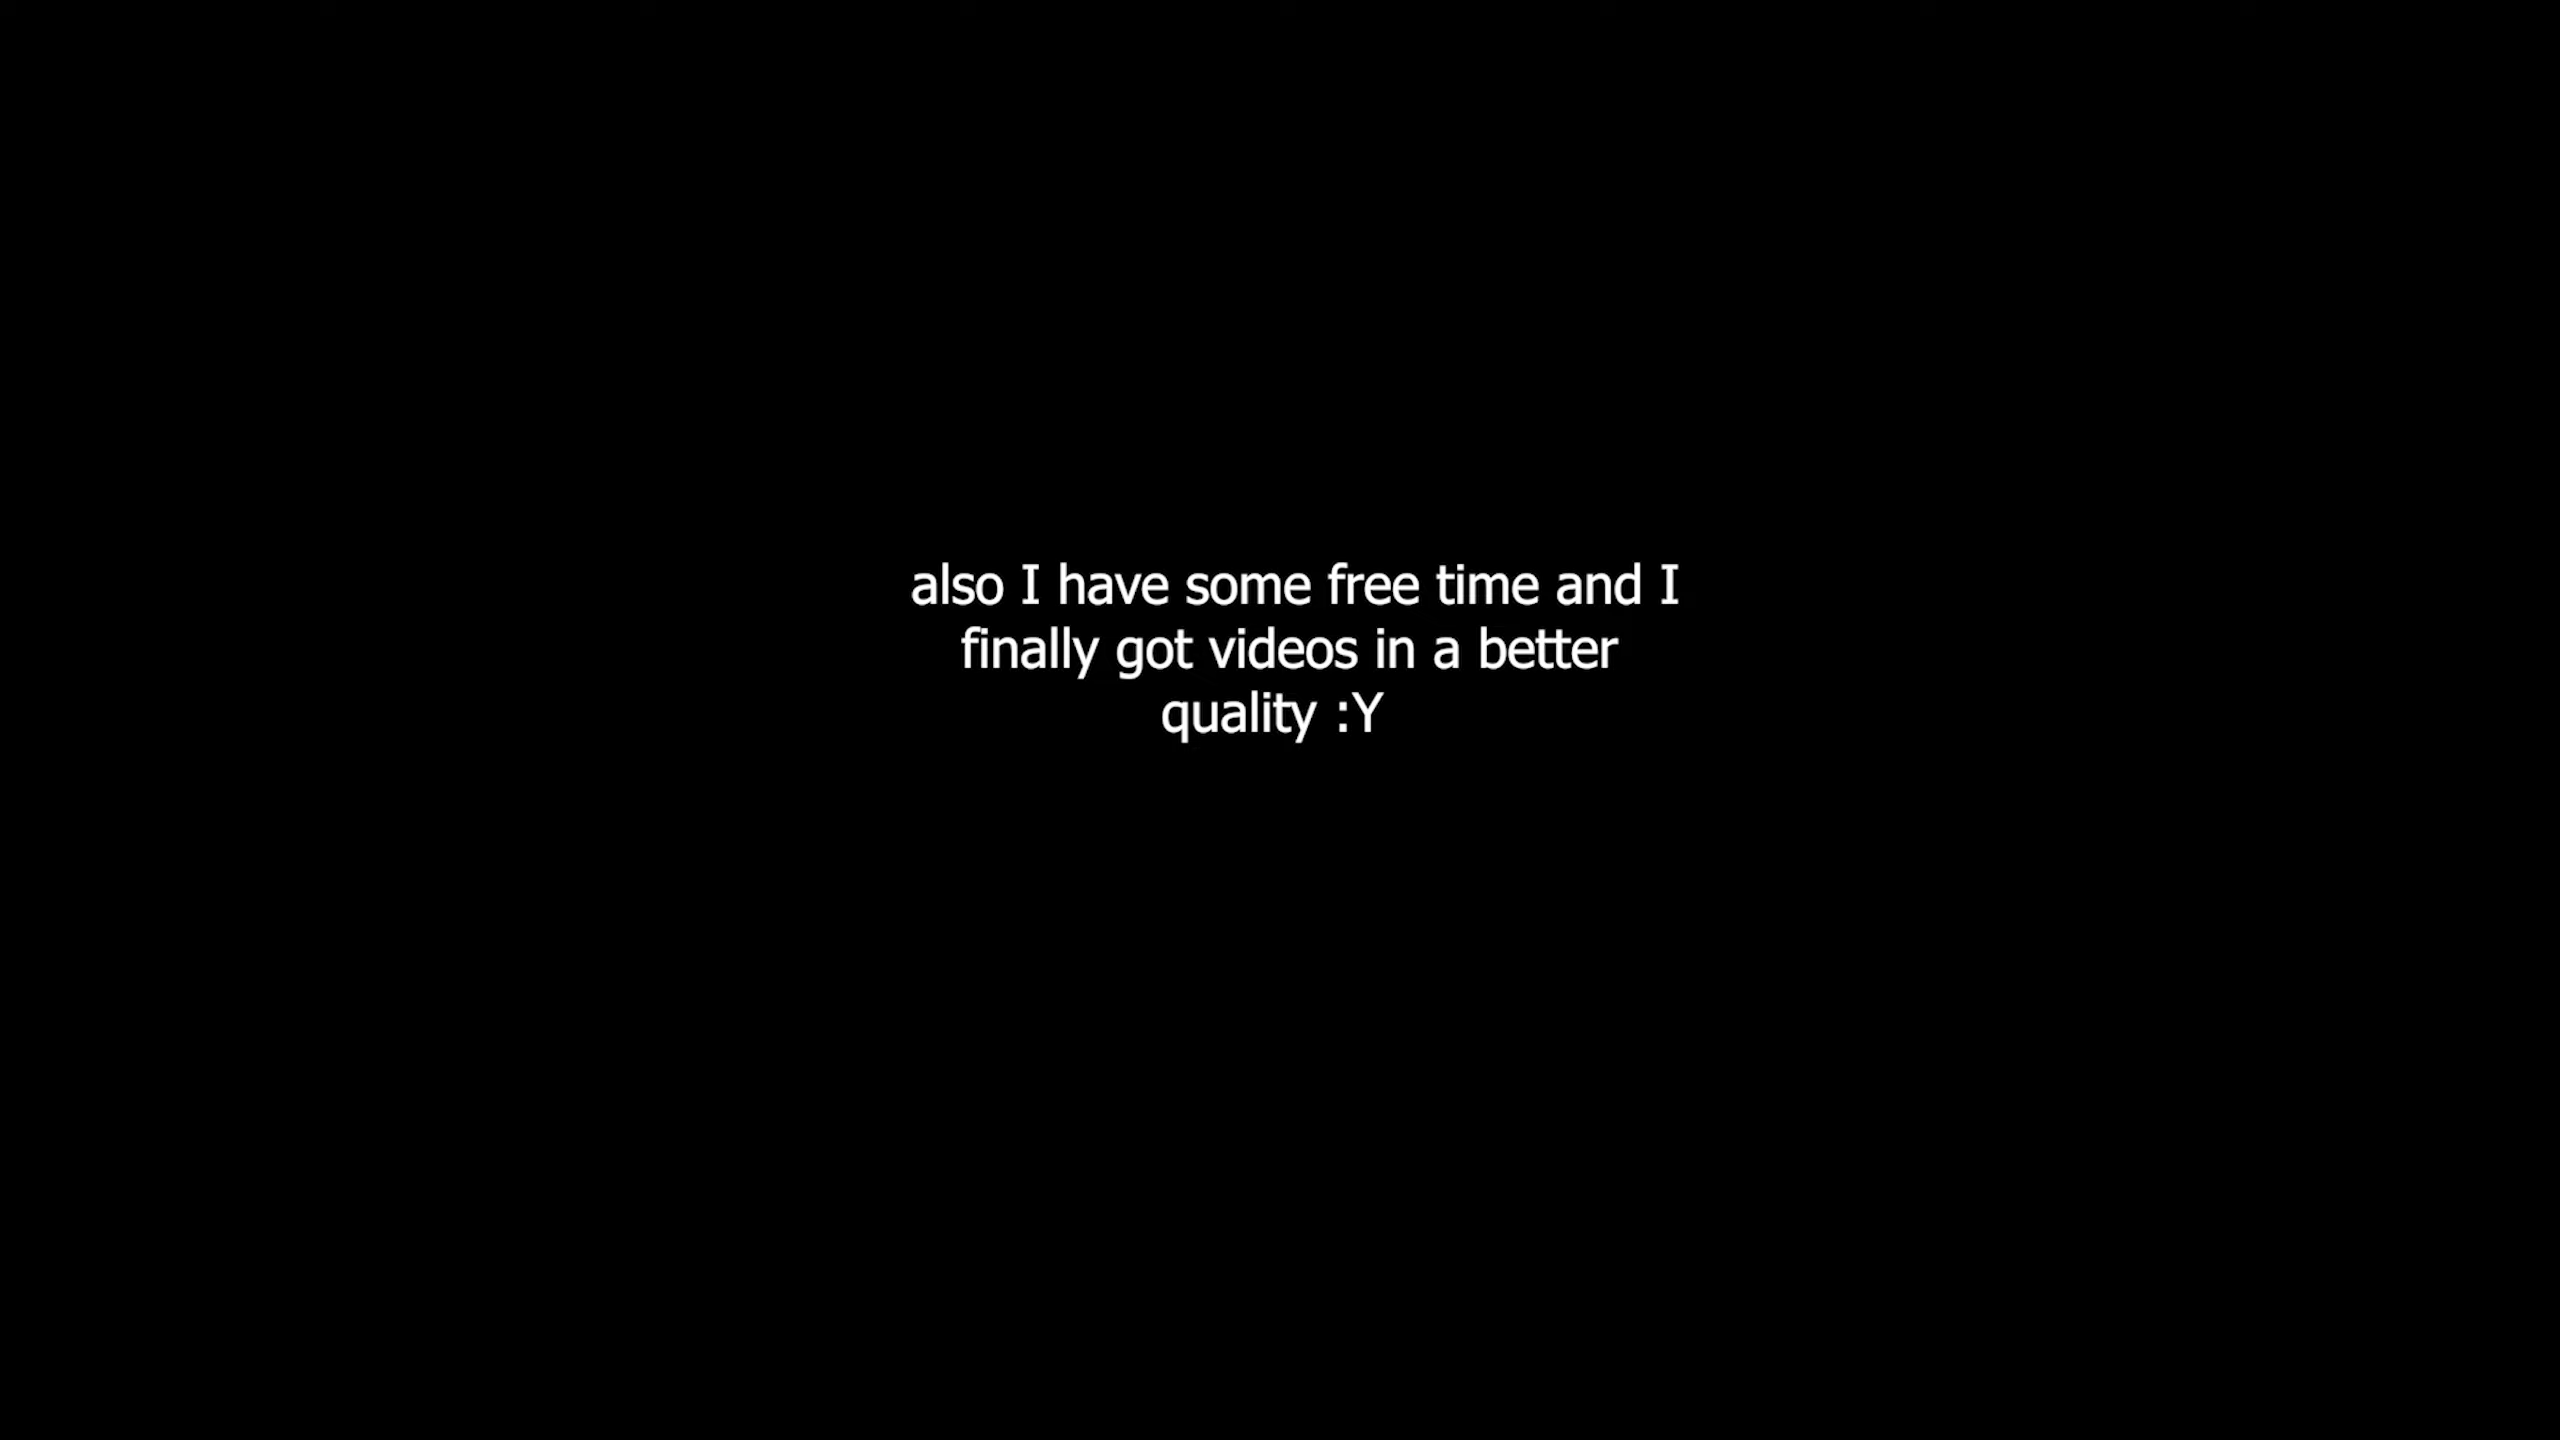 also I have some free time and I
finally got videos in a better
quality :Y